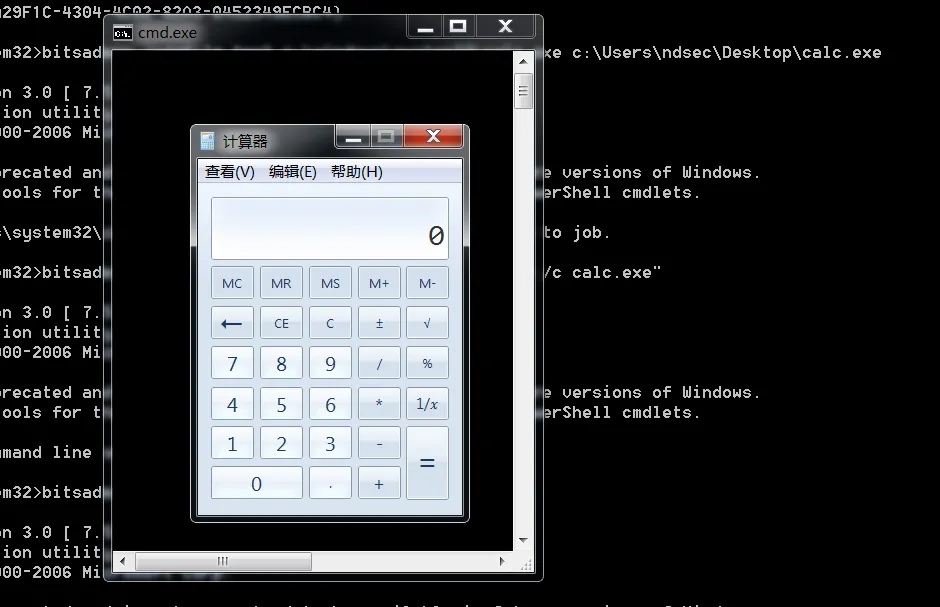 n29F1C-4304-4C02-8203-0452349FCBC4)
cmd.exe
em32>bitsad xe c:\Users\ndsec\Desktop\calc.exe
on 3.0 [ 7.
ion utilit
000-2006 Mi
计算器
查看(V) 编辑(E) 帮助(H)
recated an e versions of Windows.
ools for t erShell cmdlets.
0
\system32\ to job.
em32>bitsad /c calc.exe"
MC MR MS M+ M-
on 3.0 [ 7.
ion utilit
000-2006 Mi
← CE C ± √
7 8 9 / %
recated an e versions of Windows.
ools for t erShell cmdlets.
4 5 6 * 1/x
mmand line
1 2 3 - =
em32>bitsad
0 . +
on 3.0 [ 7.
ion utilit
000-2006 Mi